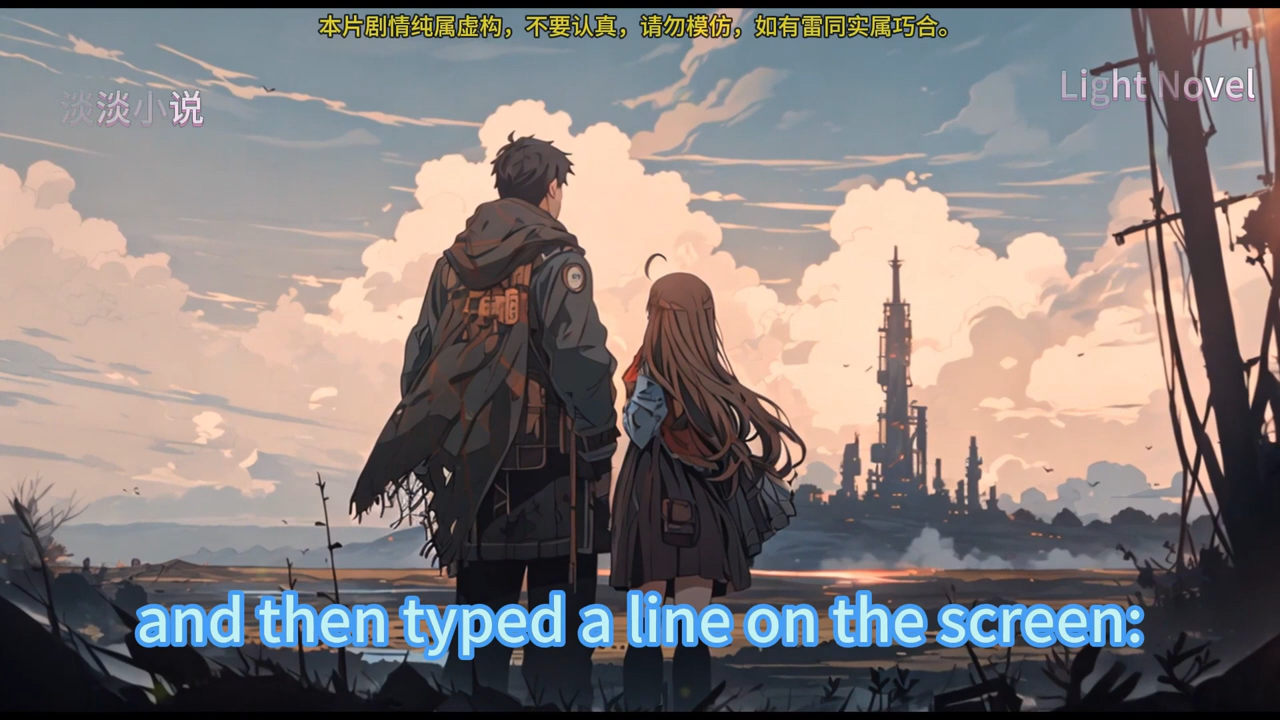 本片剧情纯属虚构，不要认真，请勿模仿，如有雷同实属巧合。
淡淡小说
Light Novel
and then typed a line on the screen: